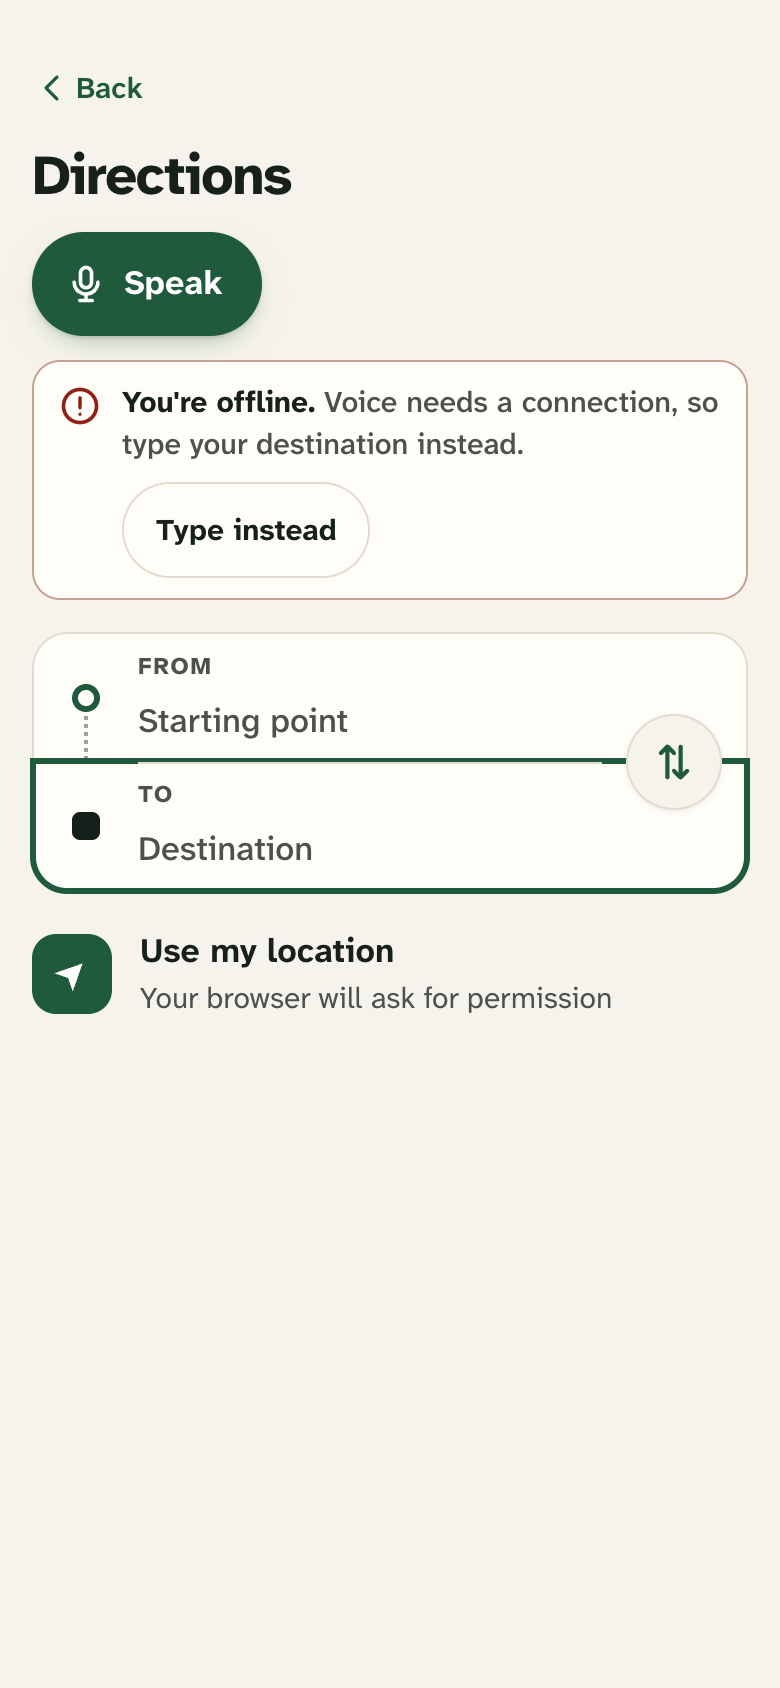 Back
Directions
Speak
You're offline. Voice needs a connection, so
type your destination instead.
Type instead
FROM
Starting point
TO
Destination
Use my location
Your browser will ask for permission